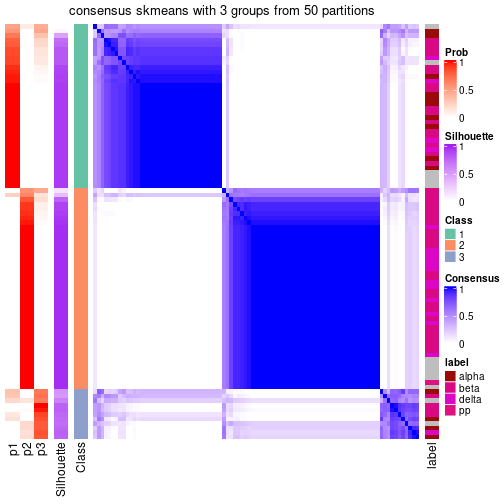 consensus skmeans with 3 groups from 50 partitions
Prob
1
0.5
0
Silhouette
1
0.5
0
Class
1
2
3
Consensus
1
0.5
0
label
alpha
beta
delta
pp
p1
p2
p3
Silhouette
Class
label